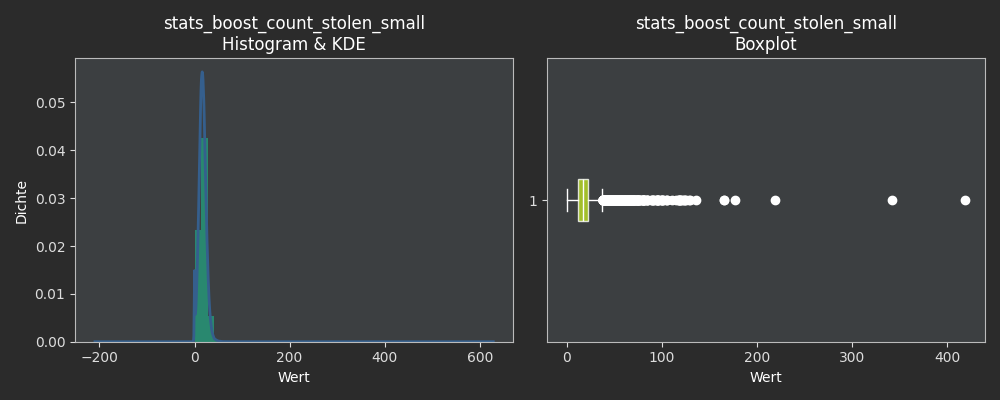 stats_boost_count_stolen_small
Histogram & KDE
Dichte
0.05
0.04
0.03
0.02
0.01
0.00
−200
0
200
400
600
Wert
stats_boost_count_stolen_small
Boxplot
1
0
100
200
300
400
Wert